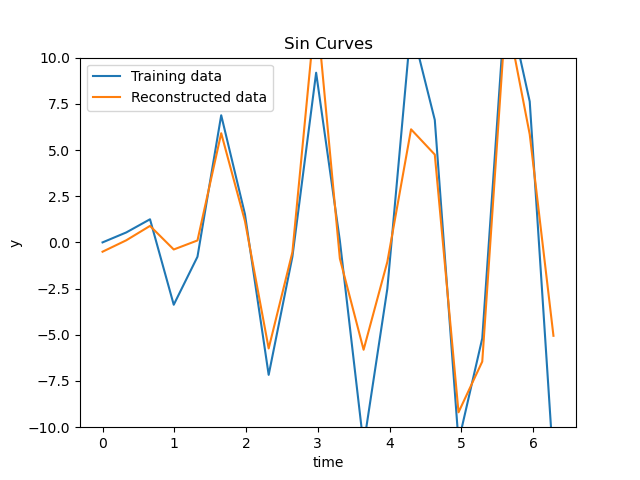 Sin Curves
Training data
Reconstructed data
10.0
7.5
5.0
2.5
0.0
−2.5
−5.0
−7.5
−10.0
y
0 1 2 3 4 5 6
time